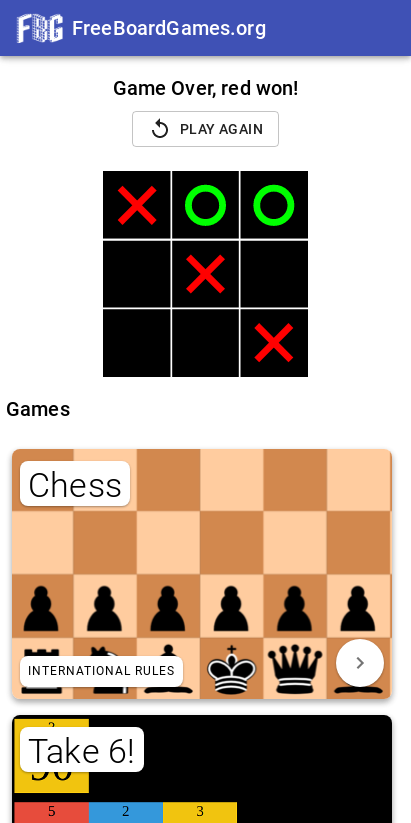 FBG FreeBoardGames.org
Game Over, red won!
PLAY AGAIN
Games
Chess
INTERNATIONAL RULES
Take 6!
5 2 3